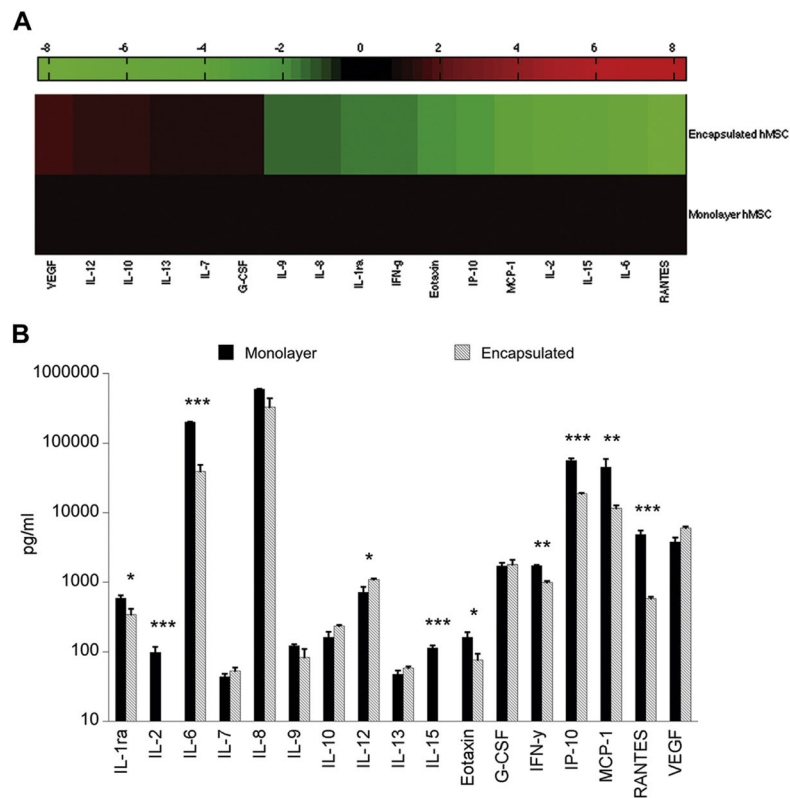 A
-8 -6 -4 -2 0 2 4 6 8
Encapsulated hMSC
Monolayer hMSC
VEGF IL-12 IL-10 IL-13 IL-7 G-CSF IL-9 IL-8 IL-1ra IFN-g Eotaxin IP-10 MCP-1 IL-2 IL-15 IL-6 RANTES
B
Monolayer Encapsulated
1000000
100000
10000
1000
100
10
pg/ml
* *** *** * *** * ** *** ** ***
IL-1ra IL-2 IL-6 IL-7 IL-8 IL-9 IL-10 IL-12 IL-13 IL-15 Eotaxin G-CSF IFN-y IP-10 MCP-1 RANTES VEGF